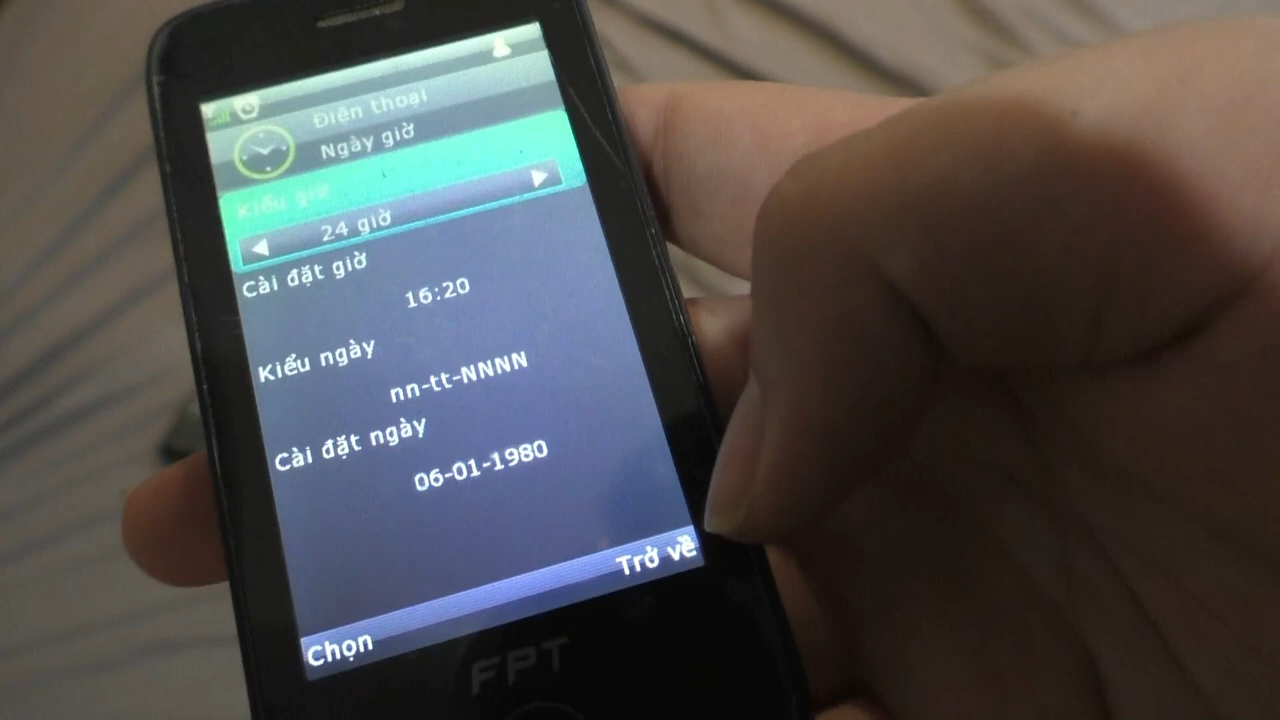 Điện thoại
Ngày giờ
Kiểu giờ
24 giờ
Cài đặt giờ
16:20
Kiểu ngày
nn-tt-NNNN
Cài đặt ngày
06-01-1980
Trở về
Chọn
FPT